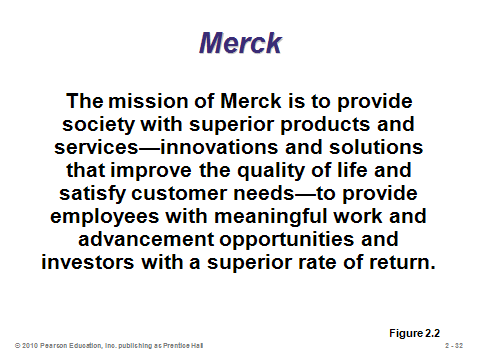 Merck
The mission of Merck is to provide
society with superior products and
services—innovations and solutions
that improve the quality of life and
satisfy customer needs—to provide
employees with meaningful work and
advancement opportunities and
investors with a superior rate of return.
Figure 2.2
© 2010 Pearson Education, Inc. publishing as Prentice Hall
2 - 32